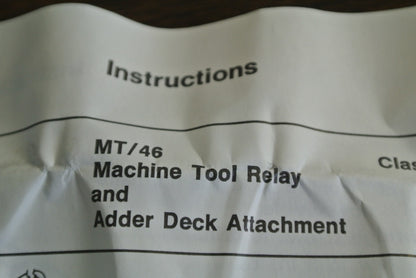 Instructions
MT/46
Machine Tool Relay
and
Adder Deck Attachment